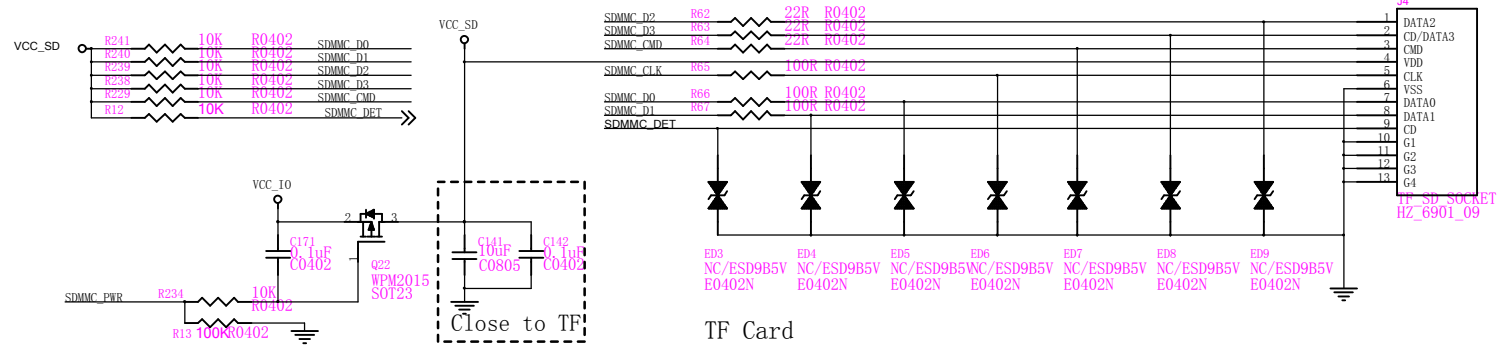 VCC_SD
R241 10K R0402 SDMMC_D0
R240 10K R0402 SDMMC_D1
R239 10K R0402 SDMMC_D2
R238 10K R0402 SDMMC_D3
R229 10K R0402 SDMMC_CMD
R12 10K R0402 SDMMC_DET
VCC_SD
SDMMC_D2 R62 22R R0402
SDMMC_D3 R63 22R R0402
SDMMC_CMD R64 22R R0402
SDMMC_CLK R65 100R R0402
SDMMC_D0 R66 100R R0402
SDMMC_D1 R67 100R R0402
SDMMC_DET
J4
1 DATA2
2 CD/DATA3
3 CMD
4 VDD
5 CLK
6 VSS
7 DATA0
8 DATA1
9 CD
10 G1
11 G2
12 G3
13 G4
TF_SD_SOCKET
HZ_6901_09
VCC_IO
2 3
1
C171
0.1uF
C0402
Q22
WPM2015
SOT23
C141
10uF
C0805
C142
0.1uF
C0402
SDMMC_PWR R234 10K
R0402
R13 100K R0402
Close to TF
ED3
NC/ESD9B5V
E0402N
ED4
NC/ESD9B5V
E0402N
ED5
NC/ESD9B5V
E0402N
ED6
NC/ESD9B5V
E0402N
ED7
NC/ESD9B5V
E0402N
ED8
NC/ESD9B5V
E0402N
ED9
NC/ESD9B5V
E0402N
TF Card